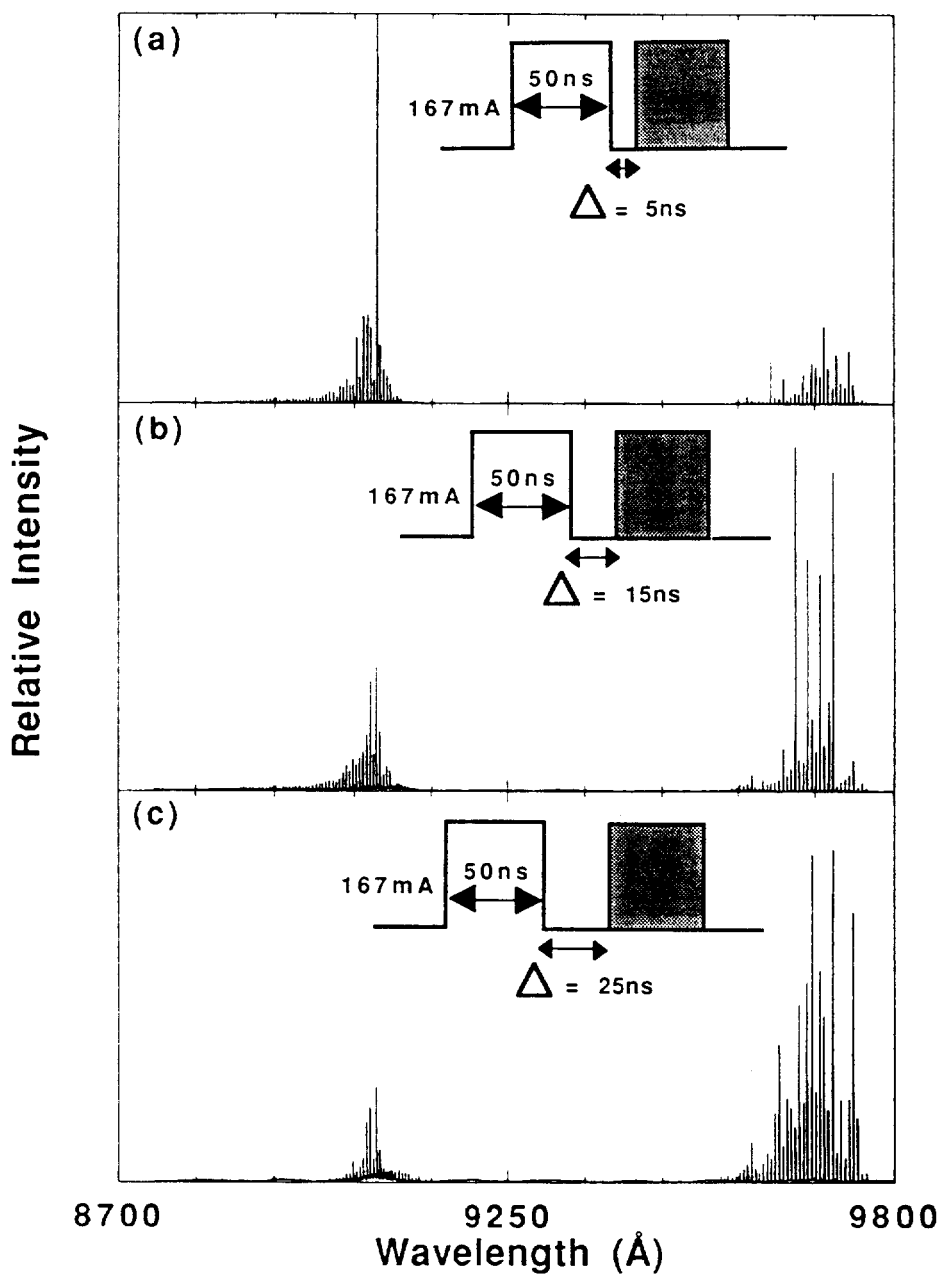 (a)
50ns
167mA
Δ = 5ns
(b)
50ns
167mA
Δ = 15ns
(c)
50ns
167mA
Δ = 25ns
Relative Intensity
8700 9250 9800
Wavelength (Å)